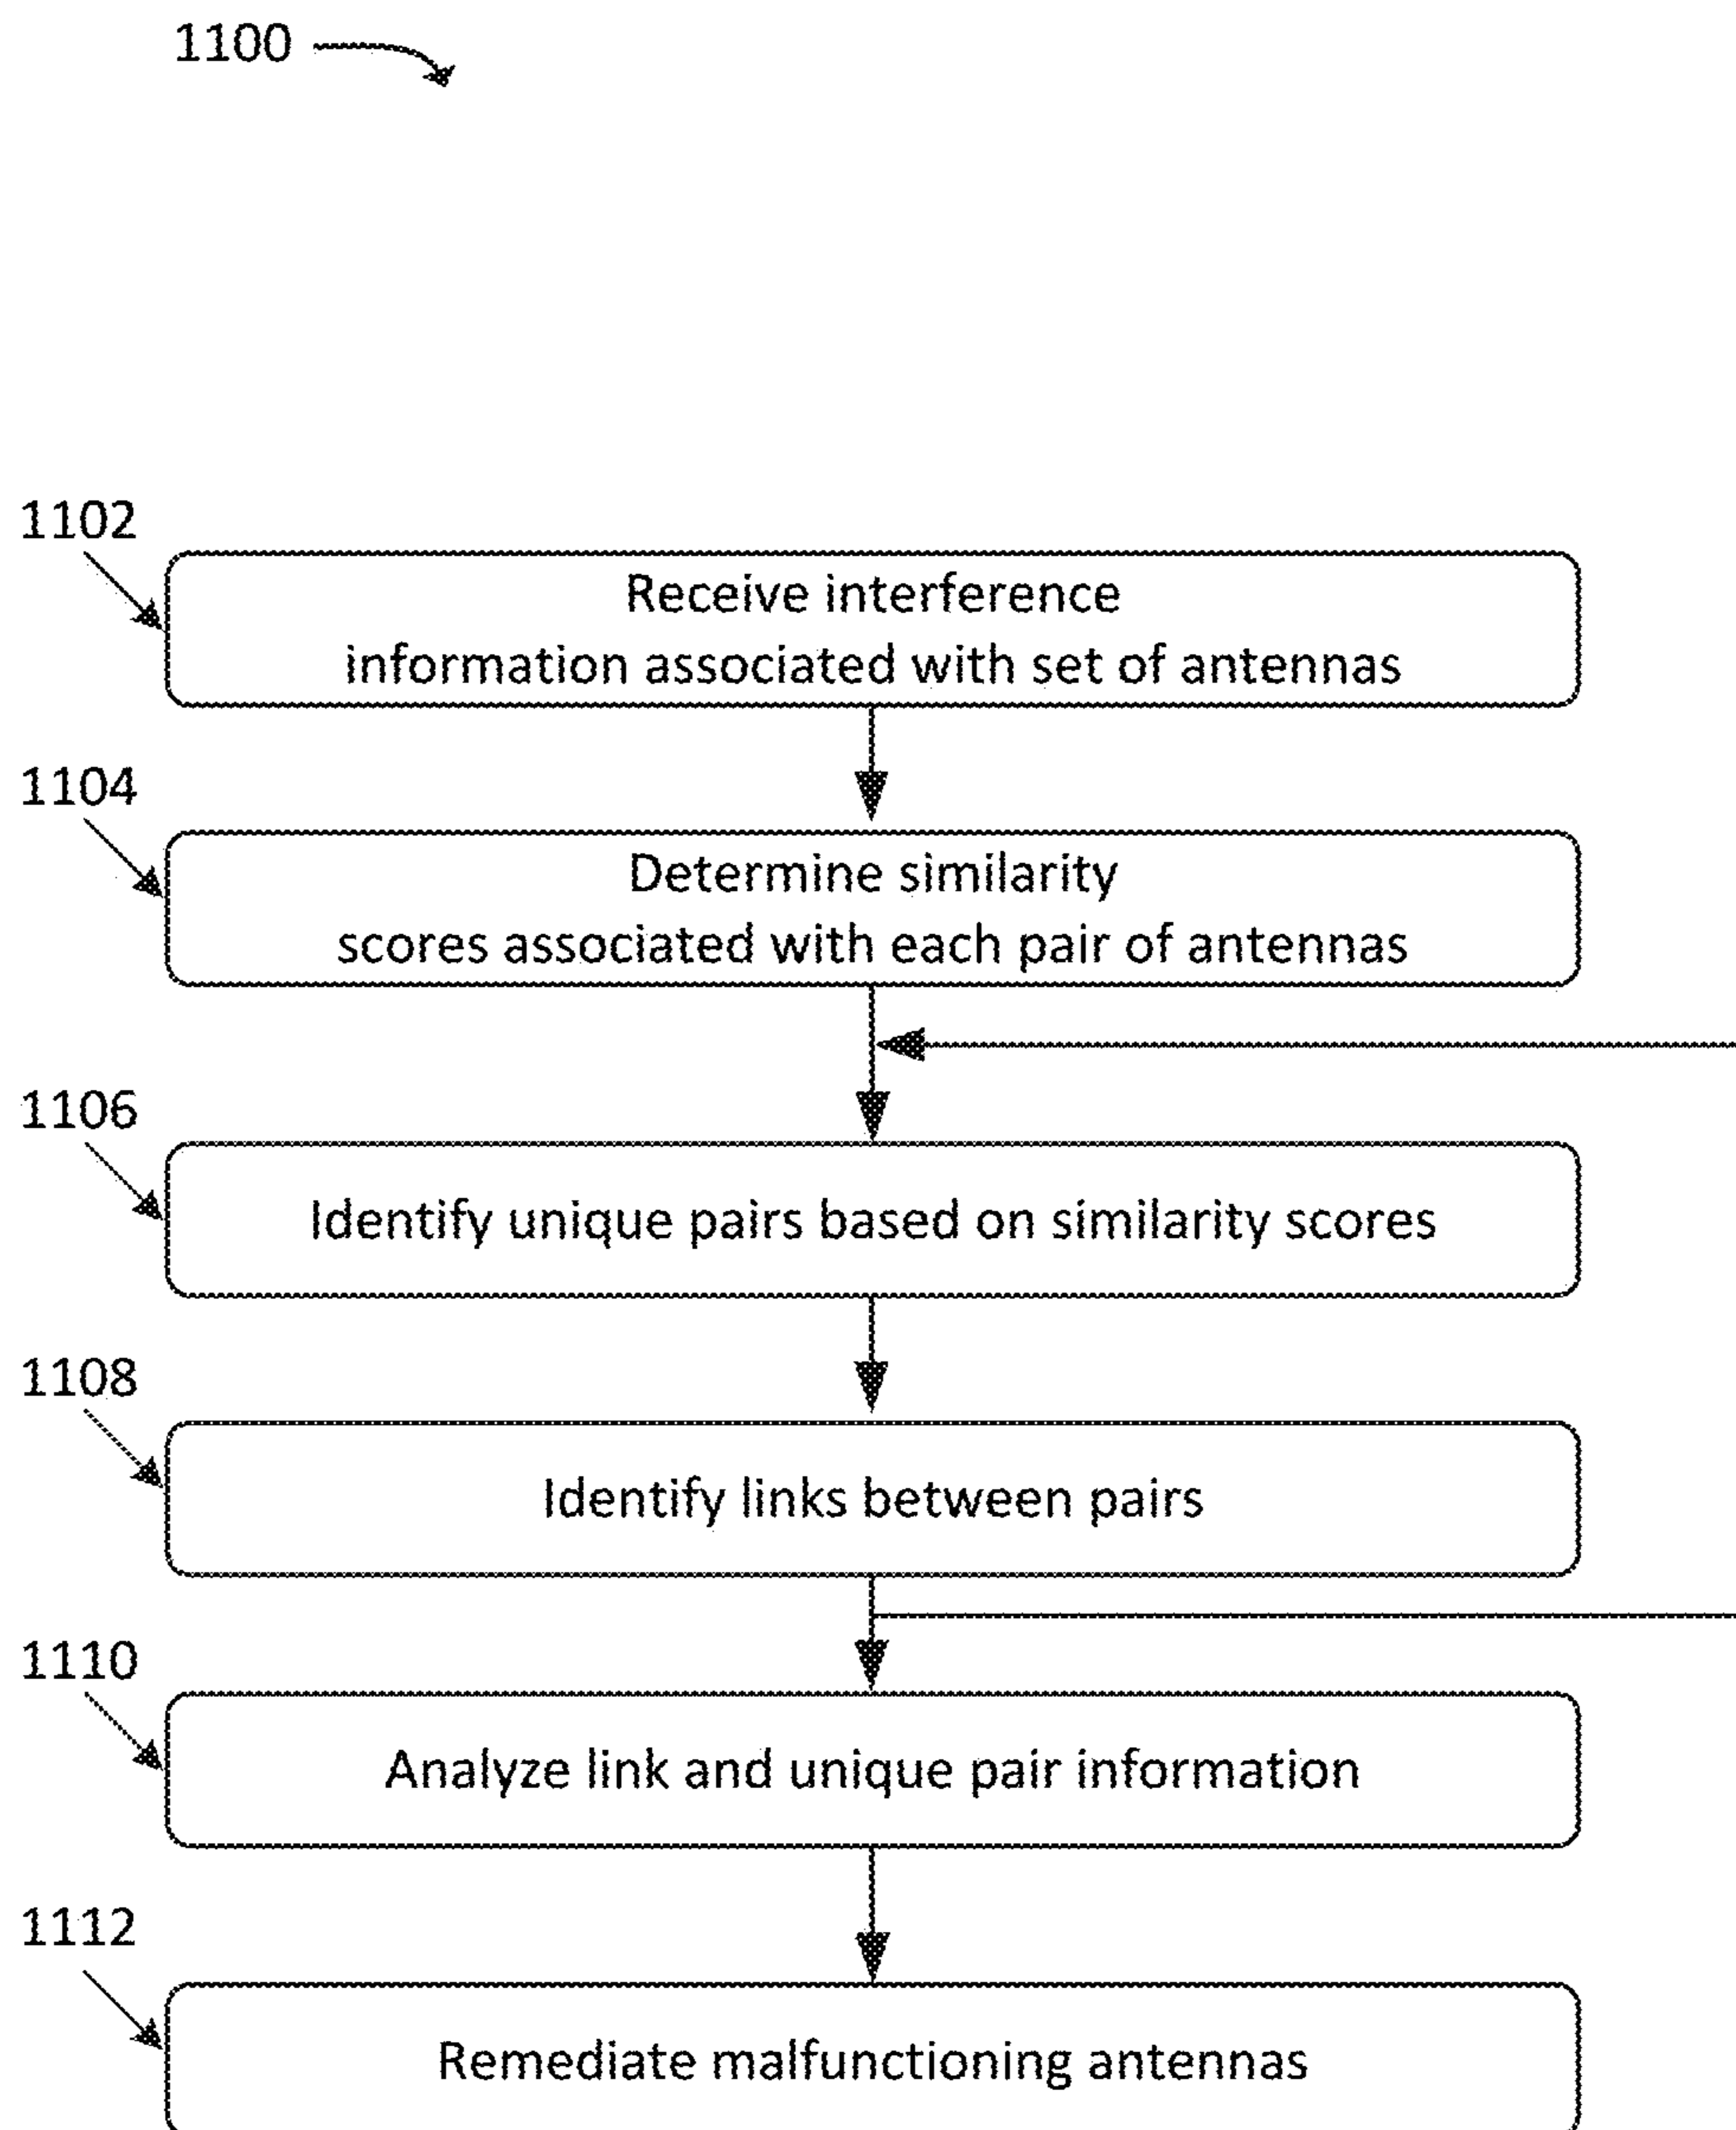 1100
1102
Receive interference
information associated with set of antennas
1104
Determine similarity
scores associated with each pair of antennas
1106
Identify unique pairs based on similarity scores
1108
Identify links between pairs
1110
Analyze link and unique pair information
1112
Remediate malfunctioning antennas